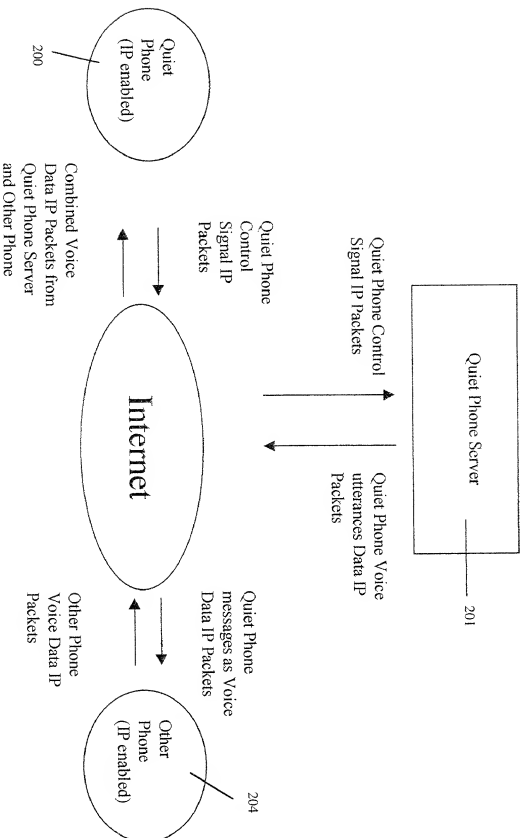 Quiet Phone Server
201
Quiet Phone Control
Signal IP Packets
Quiet Phone Voice
utterances Data IP
Packets
Quiet Phone
Control
Signal IP
Packets
Quiet Phone
messages as Voice
Data IP Packets
Quiet
Phone
(IP enabled)
200
Internet
Other
Phone
(IP enabled)
204
Combined Voice
Data IP Packets from
Quiet Phone Server
and Other Phone
Other Phone
Voice Data IP
Packets